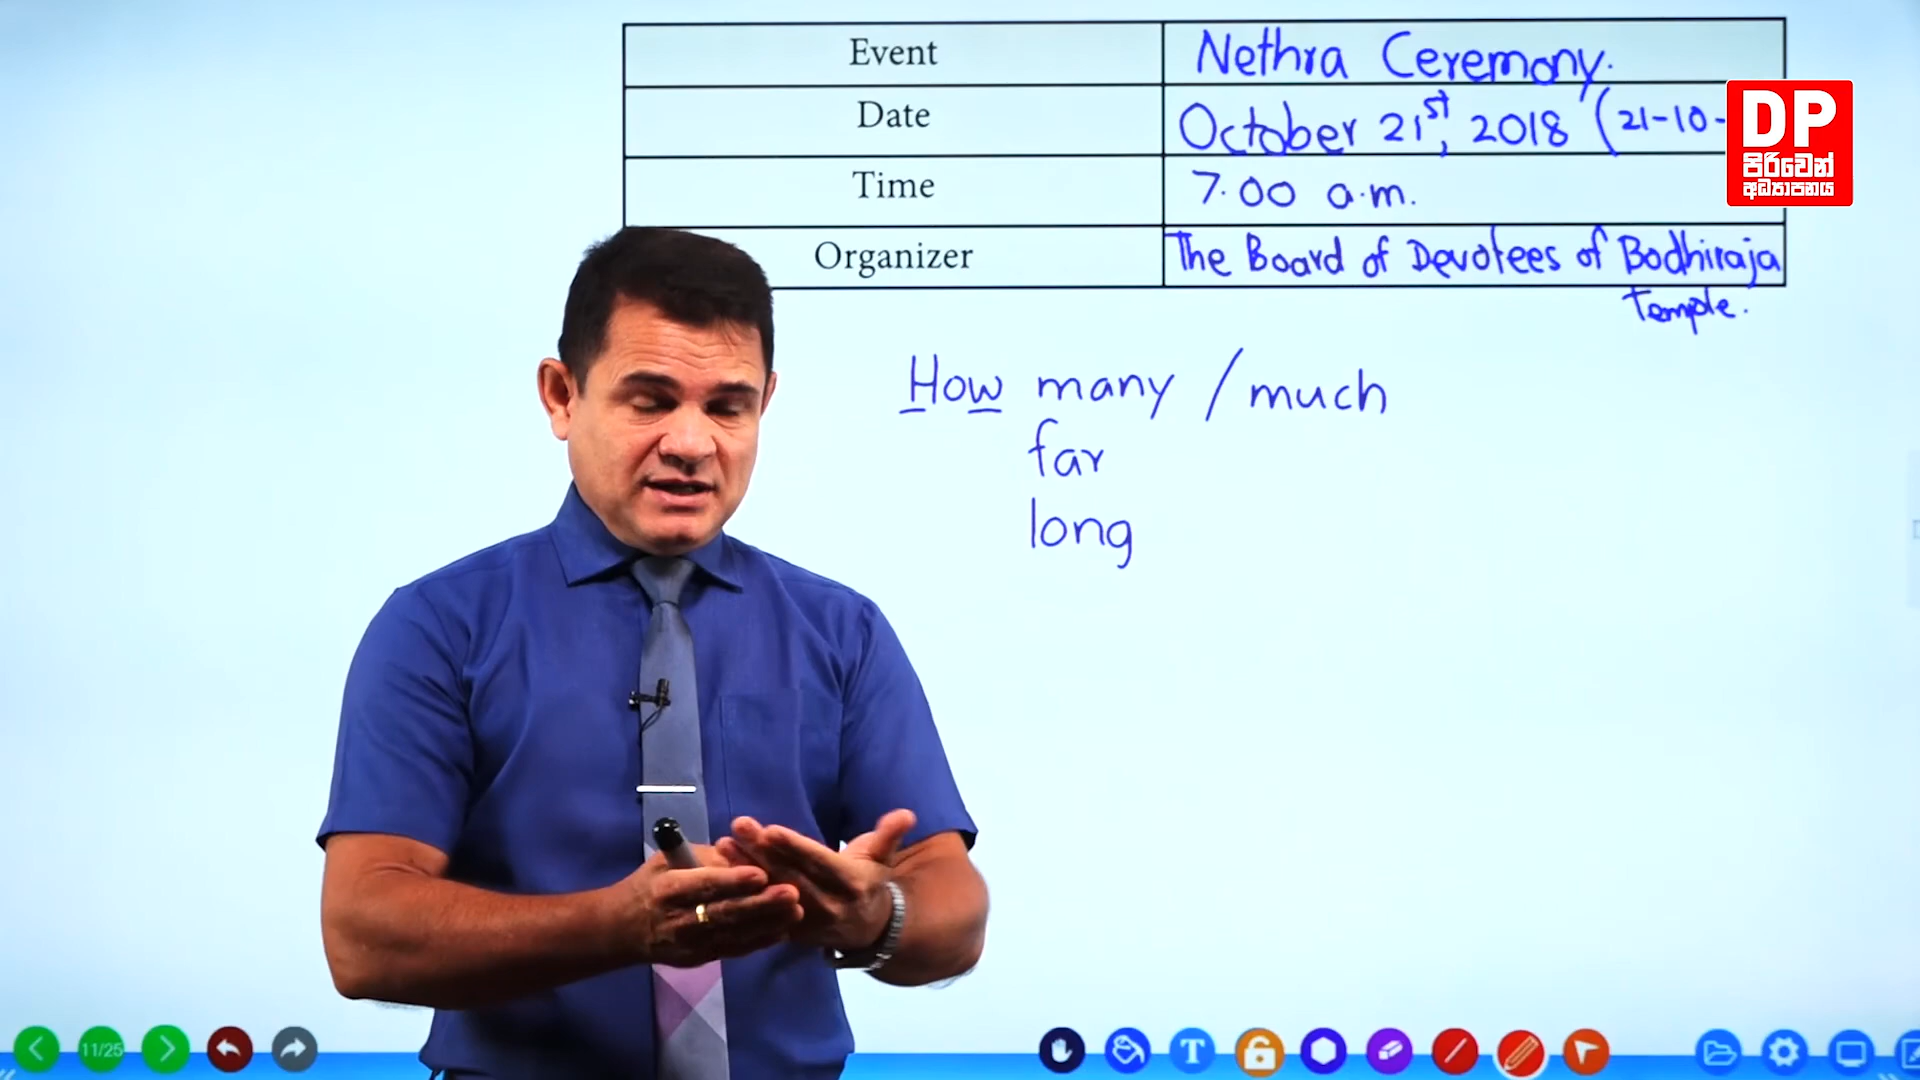 Event Nethra Ceremony.
Date October 21st, 2018 (21-10-
Time 7.00 a.m.
Organizer The Board of Devotees of Bodhiraja
temple.
How many / much
far
long
DP
පිරිවෙන්
අධ්‍යාපනය
11/25
T